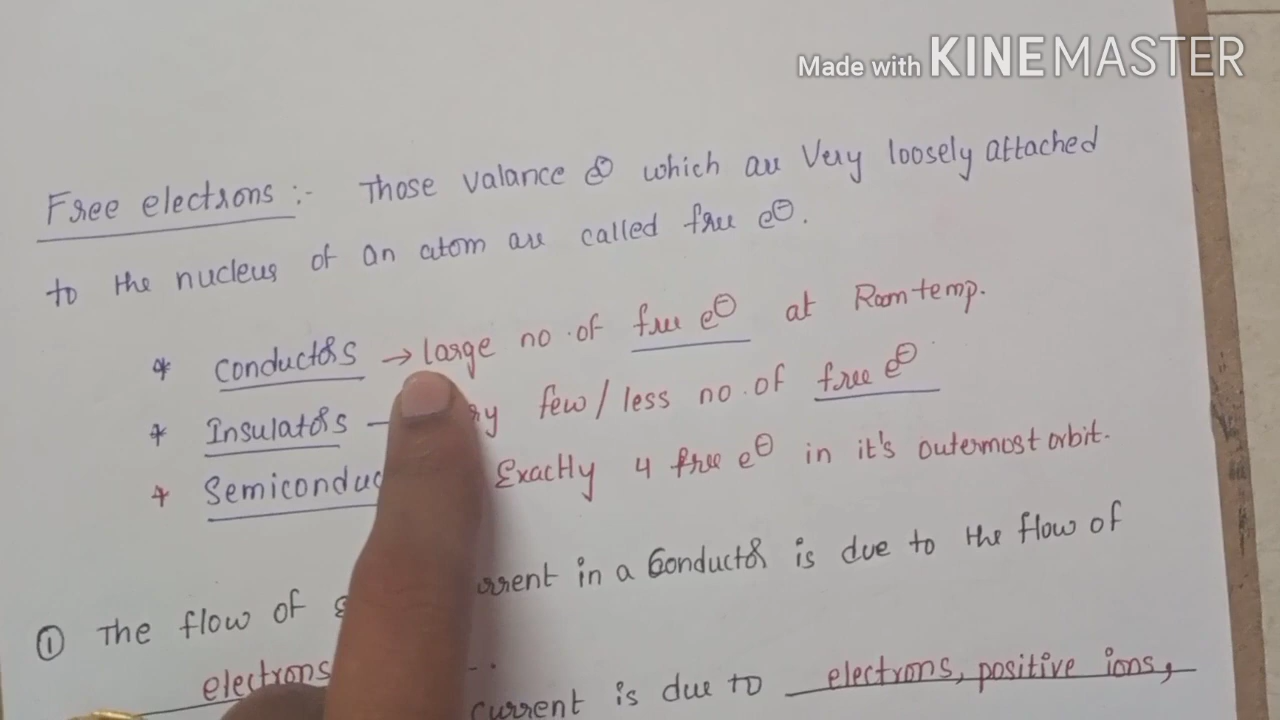 Made with KINEMASTER
Free electrons :- Those valance e⊖ which are very loosely attached
to the nucleus of an atom are called free e⊖.
* Conductors → large no. of free e⊖ at Room temp.
* Insulators few / less no. of free e⊖
* Exactly 4 free e⊖ in it's outermost orbit.
① The flow of in a Conductor is due to the flow of
electrons
current is due to electrons, positive ions,